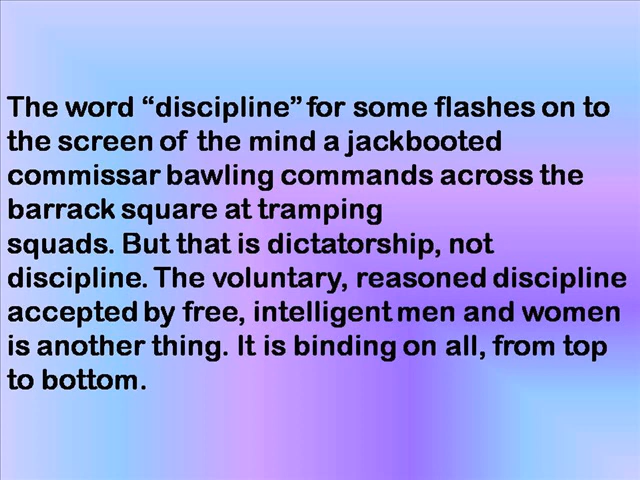 The word “discipline” for some flashes on to
the screen of the mind a jackbooted
commissar bawling commands across the
barrack square at tramping
squads. But that is dictatorship, not
discipline. The voluntary, reasoned discipline
accepted by free, intelligent men and women
is another thing. It is binding on all, from top
to bottom.